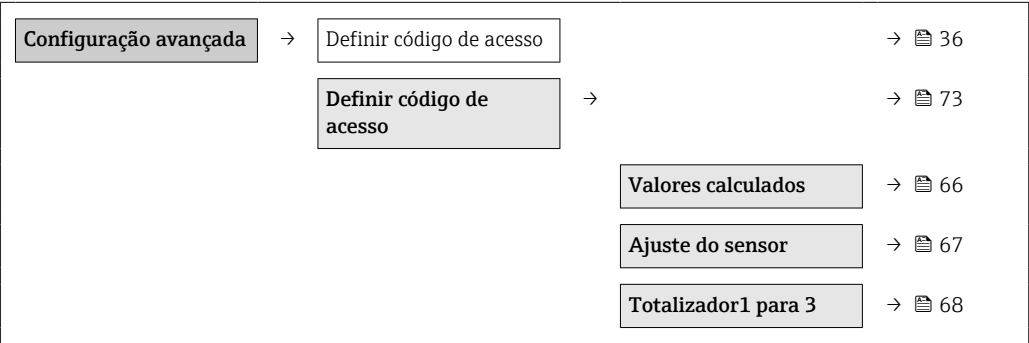 Configuração avançada → Definir código de acesso → 36
Definir código de → → 73
acesso
Valores calculados → 66
Ajuste do sensor → 67
Totalizador1 para 3 → 68